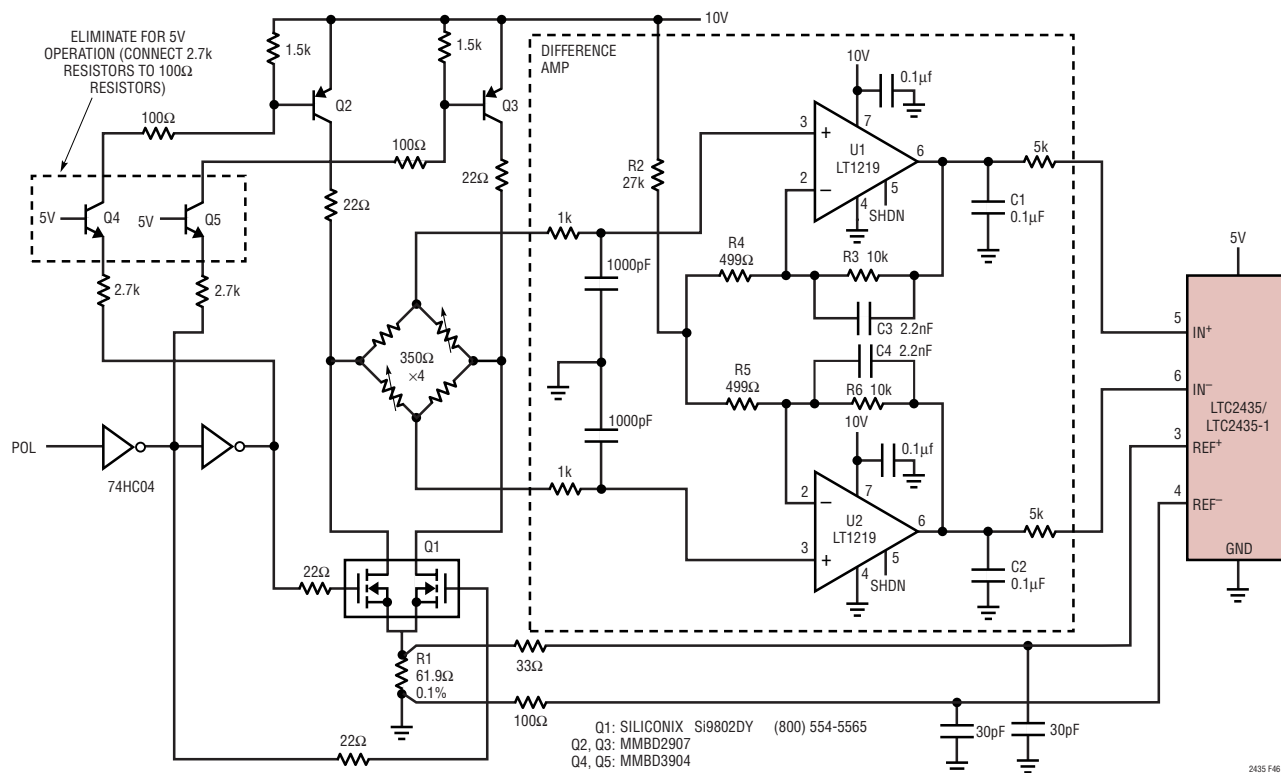 10V
ELIMINATE FOR 5V
OPERATION (CONNECT 2.7k
RESISTORS TO 100Ω
RESISTORS)
1.5k
1.5k
Q2
Q3
100Ω
100Ω
22Ω
22Ω
5V
Q4
5V
Q5
2.7k
2.7k
350Ω
×4
POL
74HC04
22Ω
Q1
22Ω
R1
61.9Ω
0.1%
33Ω
100Ω
DIFFERENCE
AMP
R2
27k
1k
1000pF
1000pF
1k
10V
0.1µf
3
+
7
U1
LT1219
6
2
–
5
4
SHDN
5k
C1
0.1µF
R4
499Ω
R3 10k
C3 2.2nF
C4 2.2nF
R5
499Ω
R6 10k
10V
0.1µf
2
–
7
U2
LT1219
6
3
+
5
4
SHDN
5k
C2
0.1µF
5V
5
IN+
6
IN–
LTC2435/
LTC2435-1
3
REF+
4
REF–
GND
30pF
30pF
Q1: SILICONIX Si9802DY (800) 554-5565
Q2, Q3: MMBD2907
Q4, Q5: MMBD3904
2435 F46